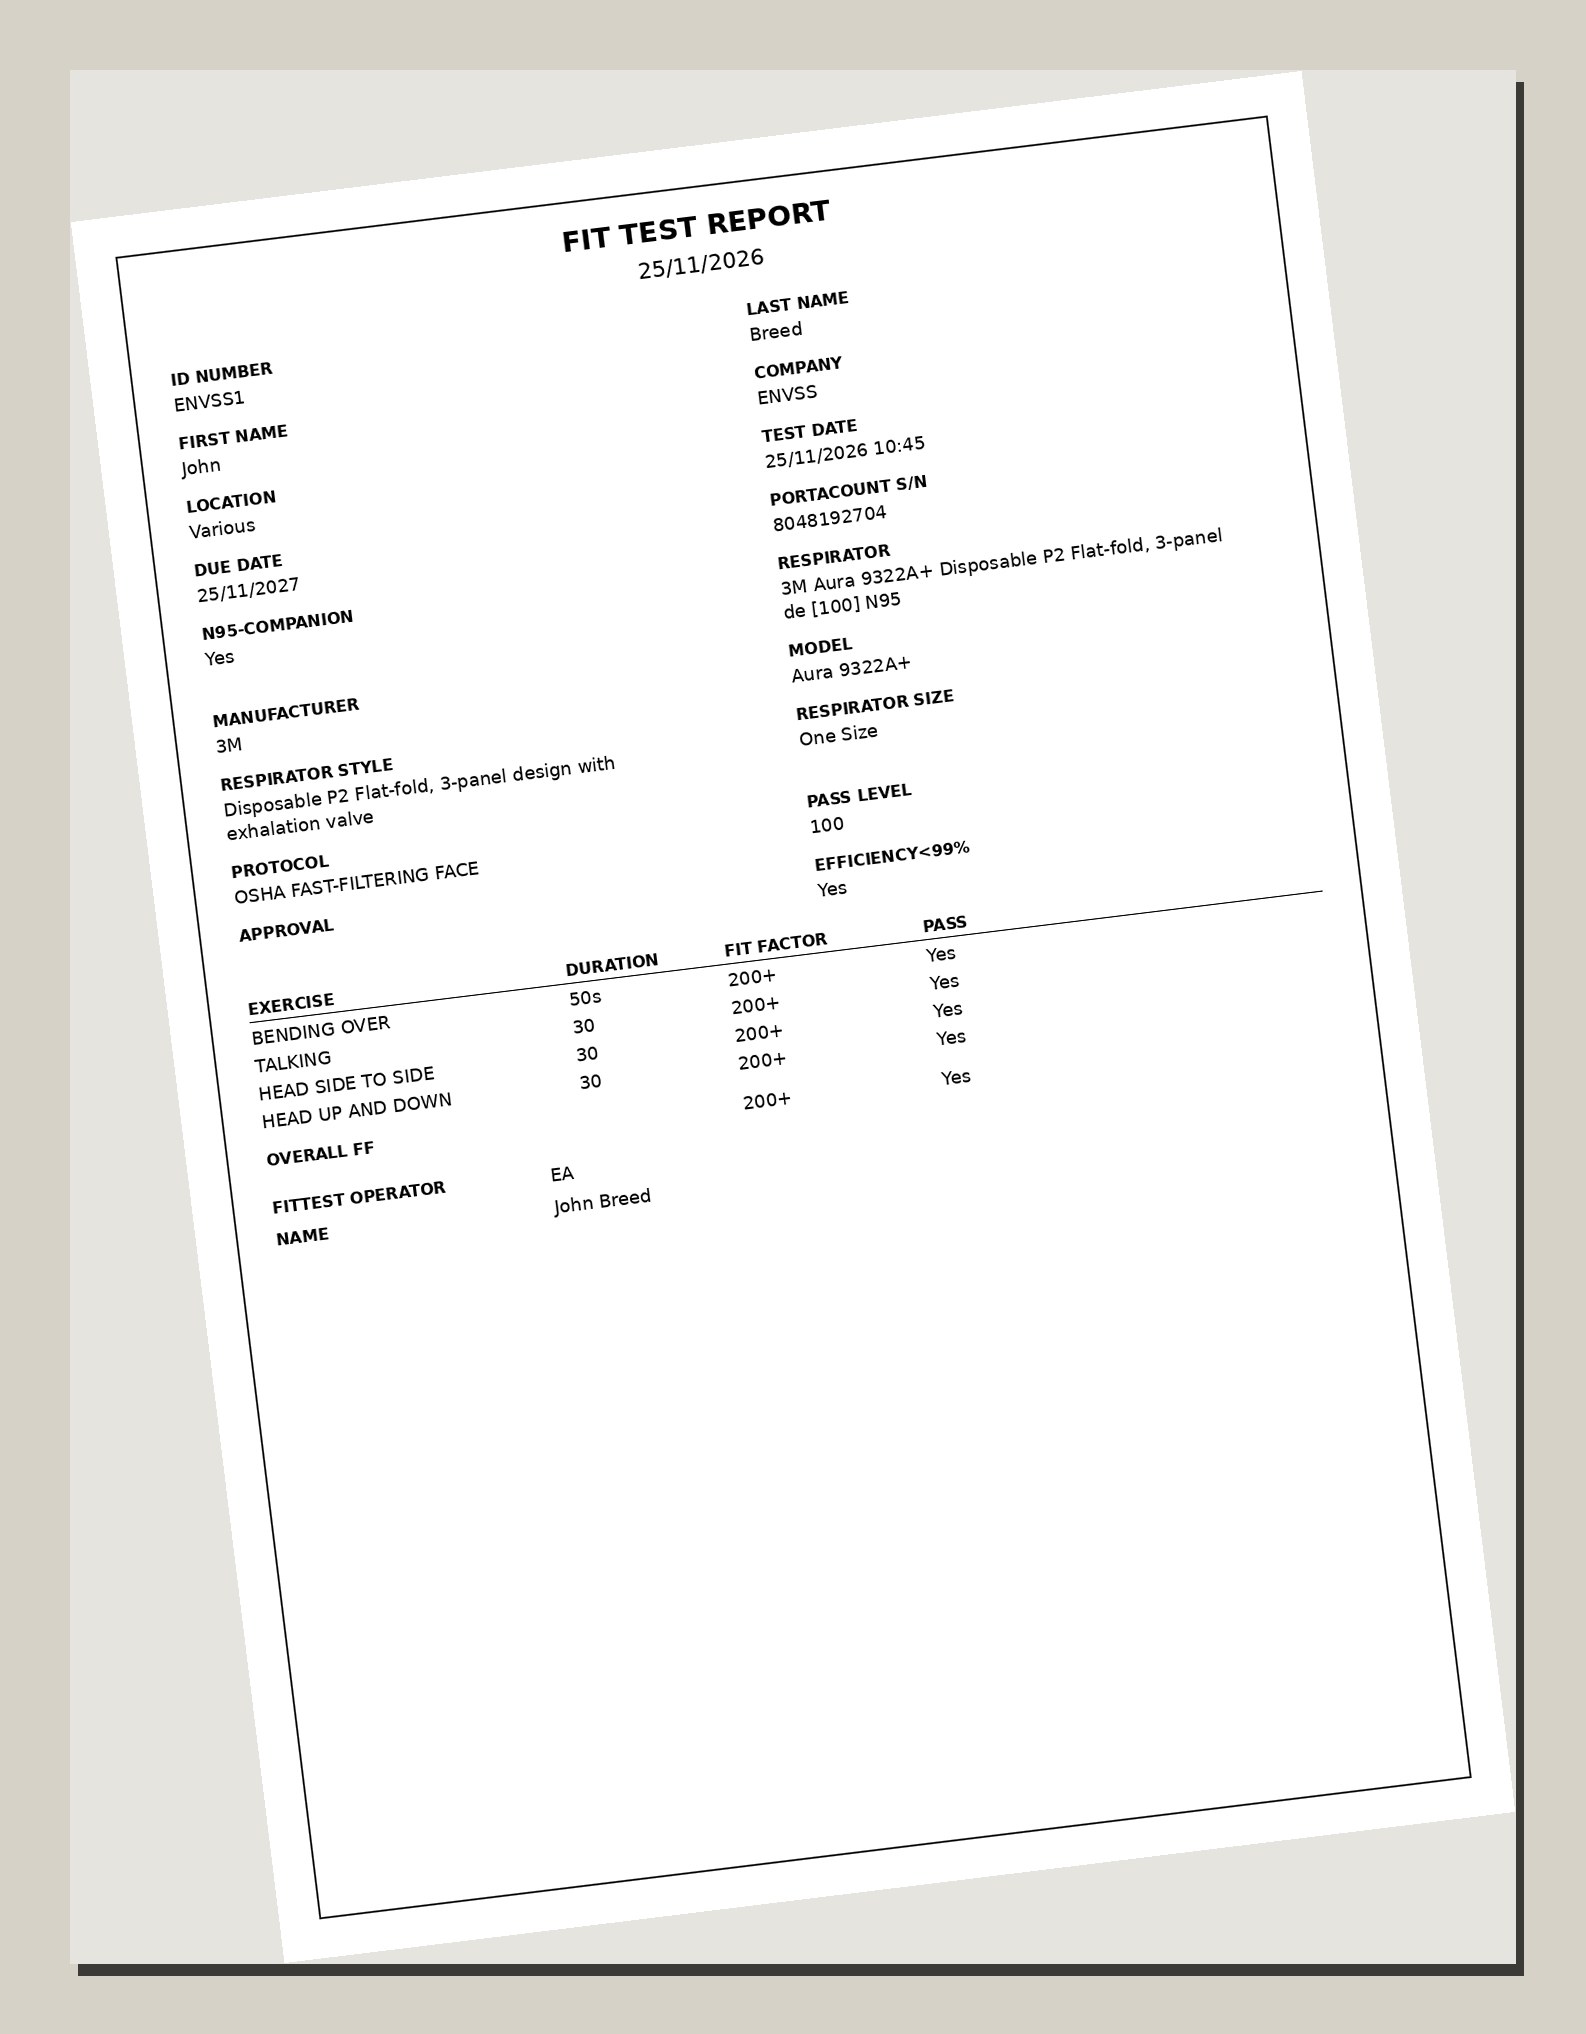 FIT TEST REPORT
25/11/2026
ID NUMBER
ENVSS1
LAST NAME
Breed
FIRST NAME
John
COMPANY
ENVSS
LOCATION
Various
TEST DATE
25/11/2026 10:45
DUE DATE
25/11/2027
PORTACOUNT S/N
8048192704
N95-COMPANION
Yes
RESPIRATOR
3M Aura 9322A+ Disposable P2 Flat-fold, 3-panel
de [100] N95
MANUFACTURER
3M
MODEL
Aura 9322A+
RESPIRATOR STYLE
Disposable P2 Flat-fold, 3-panel design with
exhalation valve
RESPIRATOR SIZE
One Size
PROTOCOL
OSHA FAST-FILTERING FACE
PASS LEVEL
100
APPROVAL
EFFICIENCY<99%
Yes
EXERCISE DURATION FIT FACTOR PASS
BENDING OVER 50s 200+ Yes
TALKING 30 200+ Yes
HEAD SIDE TO SIDE 30 200+ Yes
HEAD UP AND DOWN 30 200+ Yes
OVERALL FF 200+ Yes
FITTEST OPERATOR EA
NAME John Breed